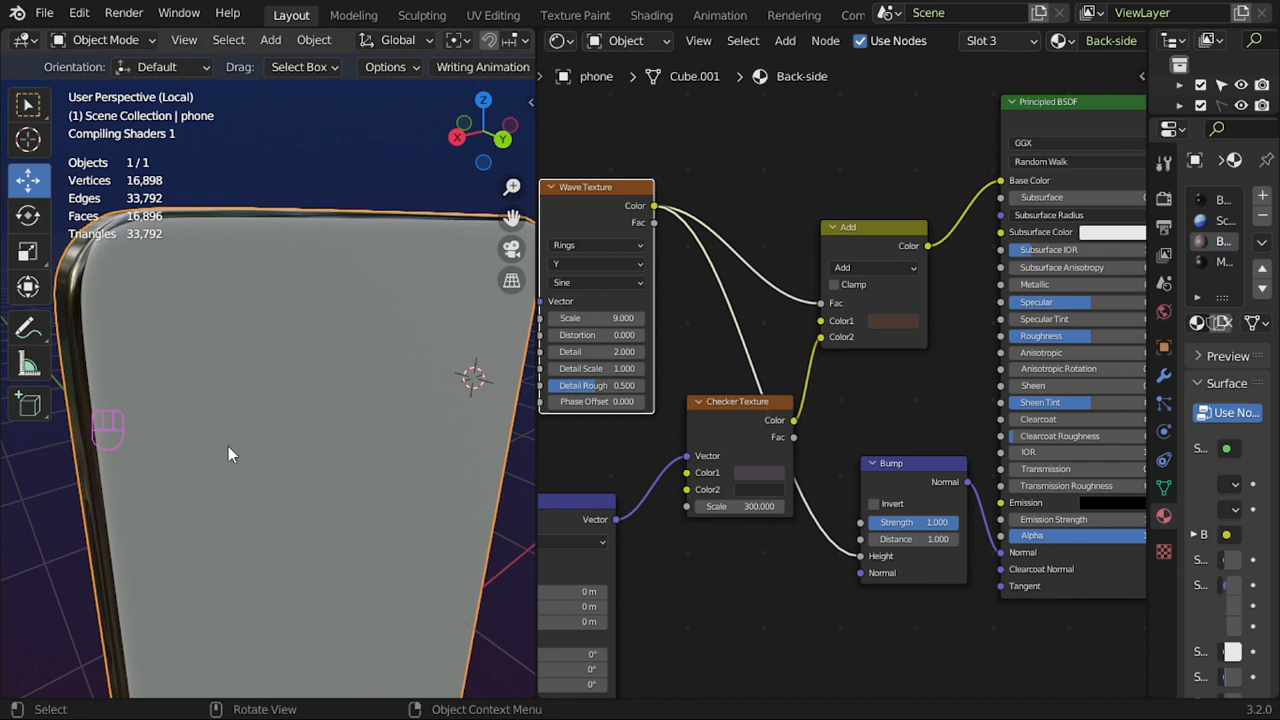 File Edit Render Window Help Layout Modeling Sculpting UV Editing Texture Paint Shading Animation Rendering Scene ViewLayer
Object Mode View Select Add Object Global Object View Select Add Node Use Nodes Slot 3 Back-side
Orientation: Default Drag: Select Box Options Writing Animation phone Cube.001 Back-side
User Perspective (Local)
(1) Scene Collection | phone
Compiling Shaders 1
Objects 1 / 1
Vertices 16,898
Edges 33,792
Faces 16,896
Triangles 33,792
Z
X
Y
Wave Texture
Color
Fac
Rings
Y
Sine
Vector
Scale 9.000
Distortion 0.000
Detail 2.000
Detail Scale 1.000
Detail Rough 0.500
Phase Offset 0.000
Vector
0 m
0 m
0 m
0°
0°
0°
Checker Texture
Color
Fac
Vector
Color1
Color2
Scale 300.000
Add
Color
Add
Clamp
Fac
Color1
Color2
Bump
Normal
Invert
Strength 1.000
Distance 1.000
Height
Normal
Principled BSDF
GGX
Random Walk
Base Color
Subsurface
Subsurface Radius
Subsurface Color
Subsurface IOR
Subsurface Anisotropy
Metallic
Specular
Specular Tint
Roughness
Anisotropic
Anisotropic Rotation
Sheen
Sheen Tint
Clearcoat
Clearcoat Roughness
IOR
Transmission
Transmission Roughness
Emission
Emission Strength
Alpha
Normal
Clearcoat Normal
Tangent
B...
Sc...
B...
M...
Preview
Surface
Use No...
S...
B
S...
S...
S...
S...
Select Rotate View Object Context Menu 3.2.0